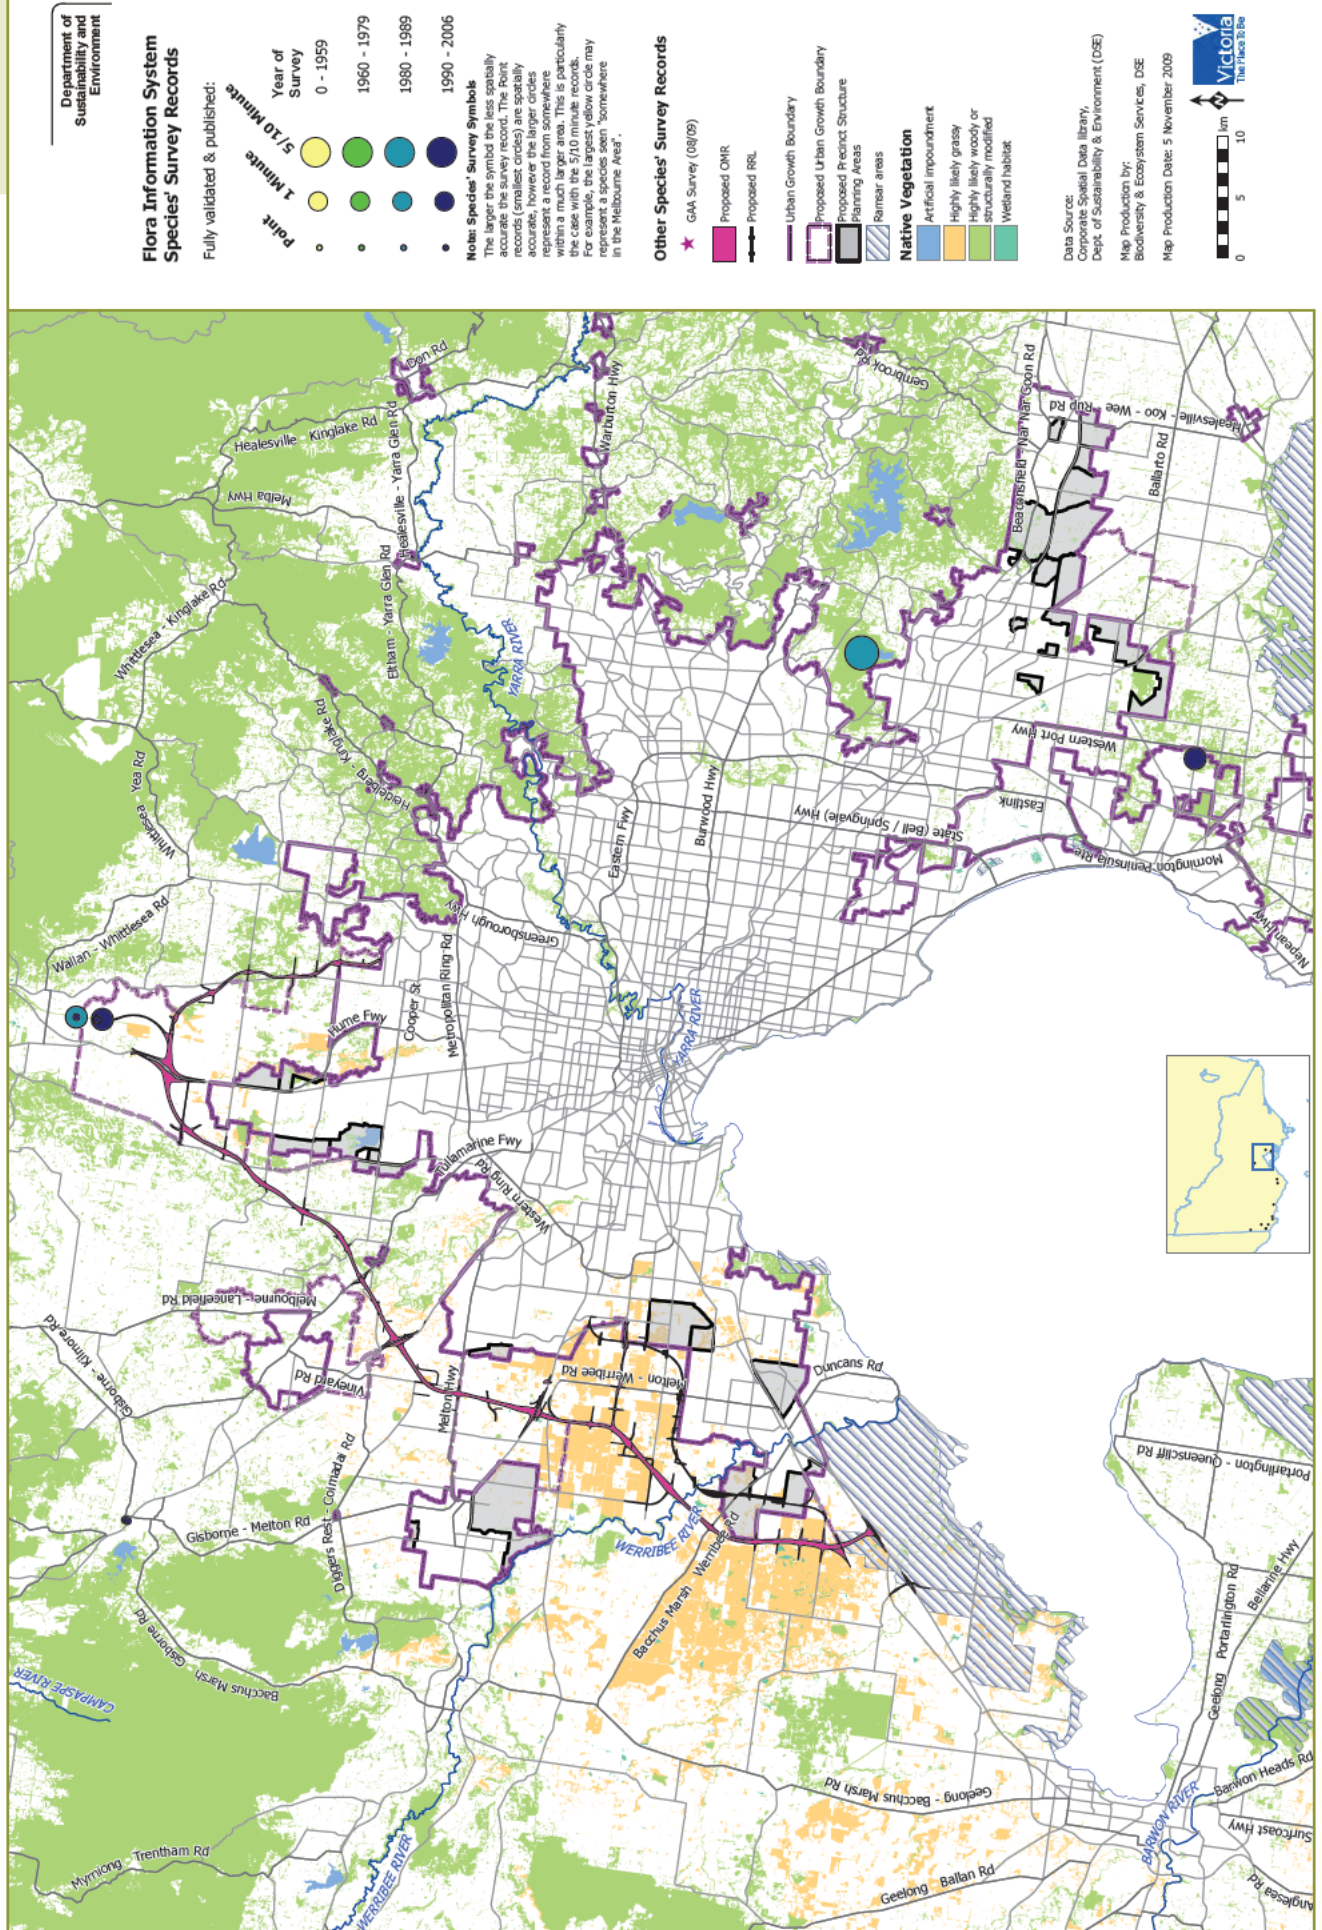 Department of
Sustainability and
Environment
Flora Information System
Species' Survey Records
Fully validated & published:
Point
1 Minute
5/10 Minute
Year of
Survey
0 - 1959
1960 - 1979
1980 - 1989
1990 - 2006
Note: Species' Survey Symbols
The larger the symbol the less spatially
accurate the survey record. The Point
records (smallest circles) are spatially
accurate, however the larger circles
represent a record from somewhere
within a much larger area. This is particularly
the case with the 5/10 minute records.
For example, the largest yellow circle may
represent a species seen "somewhere
in the Melbourne Area".
Other Species' Survey Records
GAA Survey (08/09)
Proposed OMR
Proposed RRL
Urban Growth Boundary
Proposed Urban Growth Boundary
Proposed Precinct Structure
Planning Areas
Ramsar areas
Native Vegetation
Artificial impoundment
Highly likely grassy
Highly likely woody or
structurally modified
Wetland habitat
Data Source:
Corporate Spatial Data library,
Dept. of Sustainability & Environment (DSE)
Map Production by:
Biodiversity & Ecosystem Services, DSE
Map Production Date: 5 November 2009
0 5 10
km
N
Victoria
The Place To Be
Myrniong Trentham Rd
WERRIBEE RIVER
CAMPASPE RIVER
Bacchus Marsh - Gisborne Rd
Gisborne - Kilmore Rd
Gisborne - Melton Rd
Diggers Rest - Coimadai Rd
Vineyard Rd
Melbourne - Lancefield Rd
Melton Hwy
Tullamarine Fwy
Western Ring Rd
Wallan - Whittlesea Rd
Hume Fwy
Cooper St
Metropolitan Ring Rd
Greensborough Hwy
Whittlesea - Yea Rd
Whittlesea - Kinglake Rd
Heidelberg - Kinglake Rd
Eltham - Yarra Glen Rd
Melba Hwy
Healesville - Kinglake Rd
Healesville - Yarra Glen Rd
Don Rd
YARRA RIVER
Warburton Hwy
Eastern Fwy
Burwood Hwy
YARRA RIVER
State (Bell / Springvale) Hwy
Gembrook Rd
Beaconsfield - Nar Nar Goon Rd
Healesville - Koo - Wee - Rup Rd
Ballarto Rd
Western Port Hwy
Eastlink
Mornington Peninsula Rte
Nepean Hwy
Melton - Werribee Rd
Duncans Rd
WERRIBEE RIVER
Bacchus Marsh - Werribee Rd
Geelong - Bacchus Marsh Rd
Geelong Ballan Rd
BARWON RIVER
Barwon Heads Rd
Surfcoast Hwy
Anglesea Rd
Geelong Portarlington Rd
Bellarine Hwy
Portarlington - Queenscliff Rd